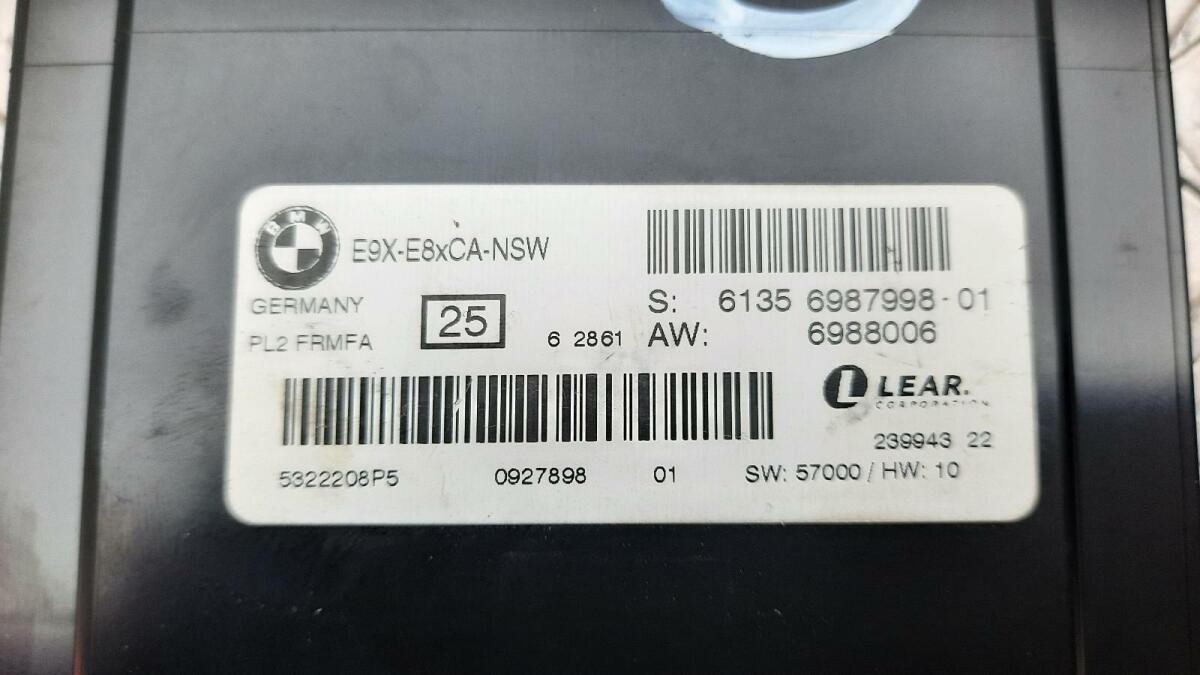 BMW
E9X-E8xCA-NSW
GERMANY
PL2 FRMFA
25
6 2861
S: 6135 6987998-01
AW: 6988006
LEAR.
CORPORATION
239943 22
5322208P5 0927898 01 SW: 57000 / HW: 10